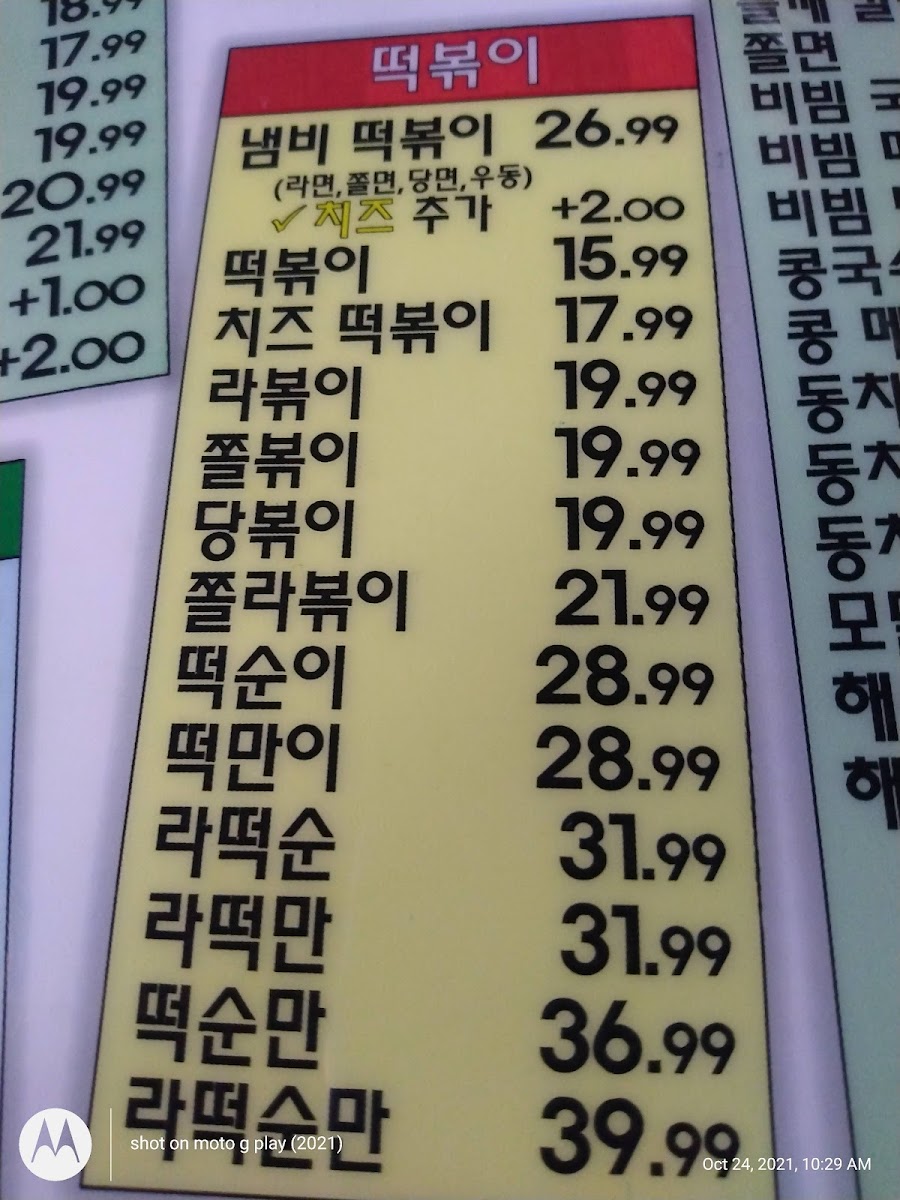 18.99
17.99
19.99
19.99
20.99
21.99
+1.00
+2.00
떡볶이
냄비 떡볶이 26.99
(라면,쫄면,당면,우동)
✓치즈 추가 +2.00
떡볶이 15.99
치즈 떡볶이 17.99
라볶이 19.99
쫄볶이 19.99
당볶이 19.99
쫄라볶이 21.99
떡순이 28.99
떡만이 28.99
라떡순 31.99
라떡만 31.99
떡순만 36.99
라떡순만 39.99
쫄면
비빔
비빔
비빔
콩국
콩
동
동
동
모
해
해
shot on moto g play (2021)
Oct 24, 2021, 10:29 AM